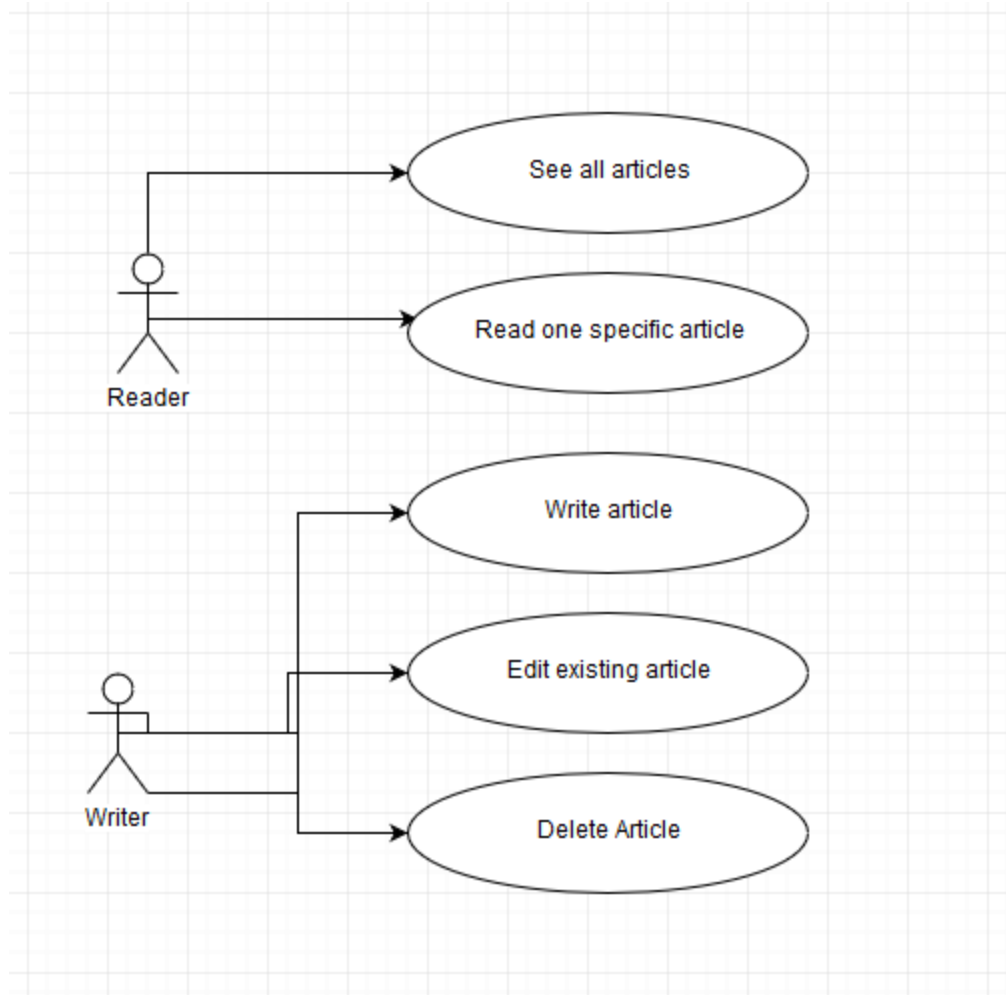 See all articles
Read one specific article
Reader
Write article
Edit existing article
Writer
Delete Article